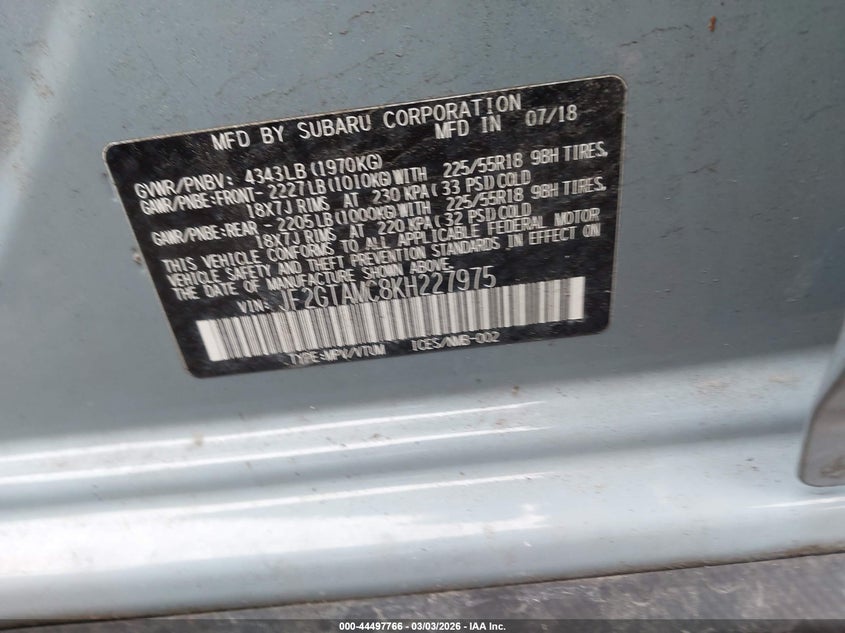 MFD BY SUBARU CORPORATION
MFD IN 07/18
GVWR/PNBV: 4343LB(1970KG)
GAWR/PNBE:FRONT- 2227LB(1010KG)WITH 225/55R18 98H TIRES,
18X7J RIMS AT 230 KPA( 33 PSI)COLD
GAWR/PNBE:REAR - 2205LB(1000KG)WITH 225/55R18 98H TIRES,
18X7J RIMS AT 220 KPA( 32 PSI)COLD
THIS VEHICLE CONFORMS TO ALL APPLICABLE FEDERAL MOTOR
VEHICLE SAFETY AND THEFT PREVENTION STANDARDS IN EFFECT ON
THE DATE OF MANUFACTURE SHOWN ABOVE.
VIN: JF2GTAMC8KH227975
TYPE:MPV/VTUM ICES/NMB-002
000-44497766 - 03/03/2026 - IAA Inc.